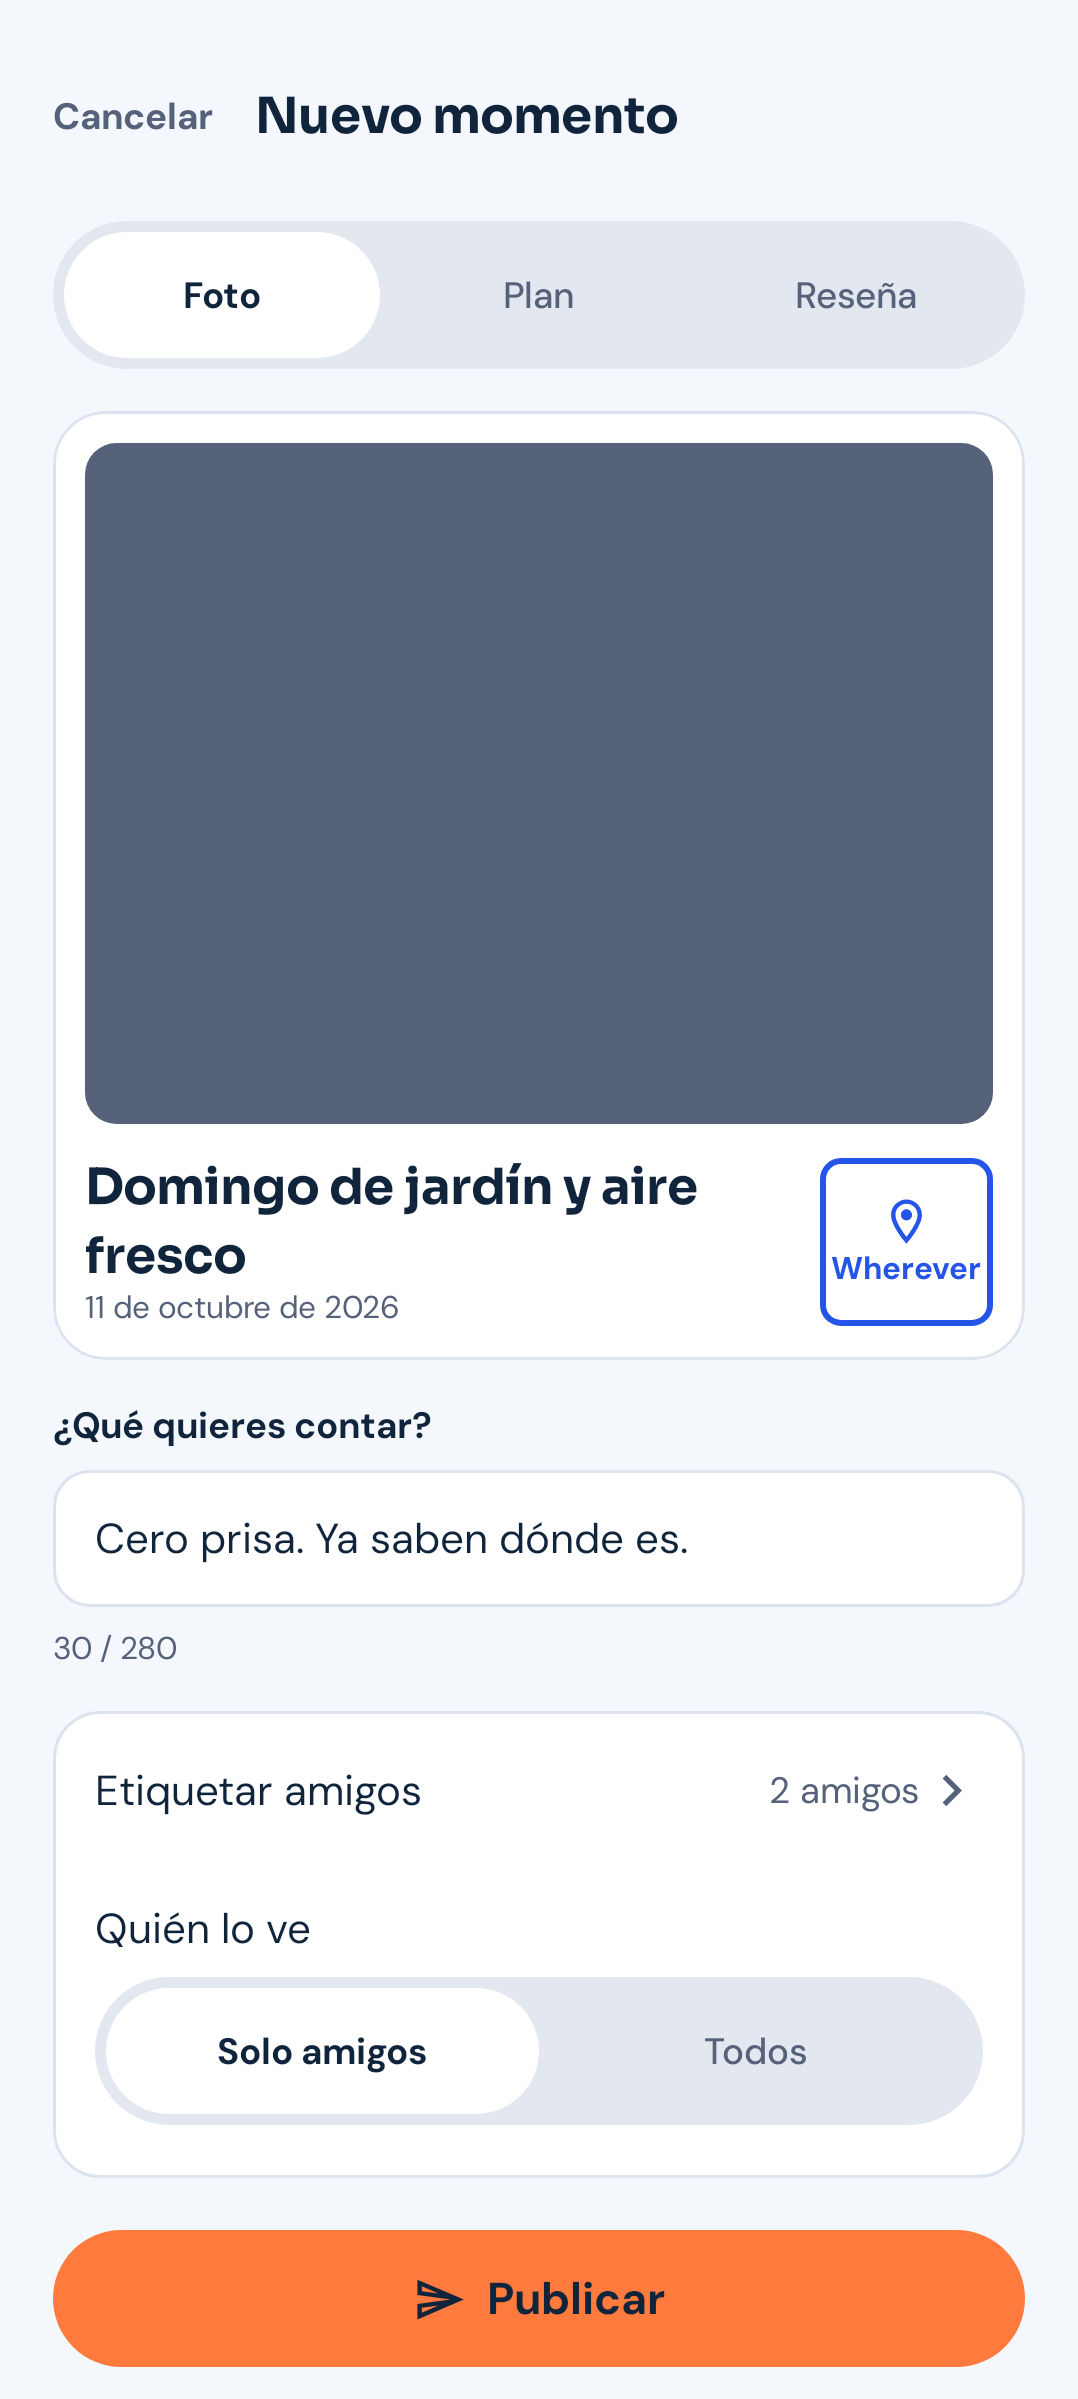 Cancelar
Nuevo momento
Foto
Plan
Reseña
Domingo de jardín y aire
fresco
11 de octubre de 2026
Wherever
¿Qué quieres contar?
Cero prisa. Ya saben dónde es.
30 / 280
Etiquetar amigos
2 amigos
Quién lo ve
Solo amigos
Todos
Publicar